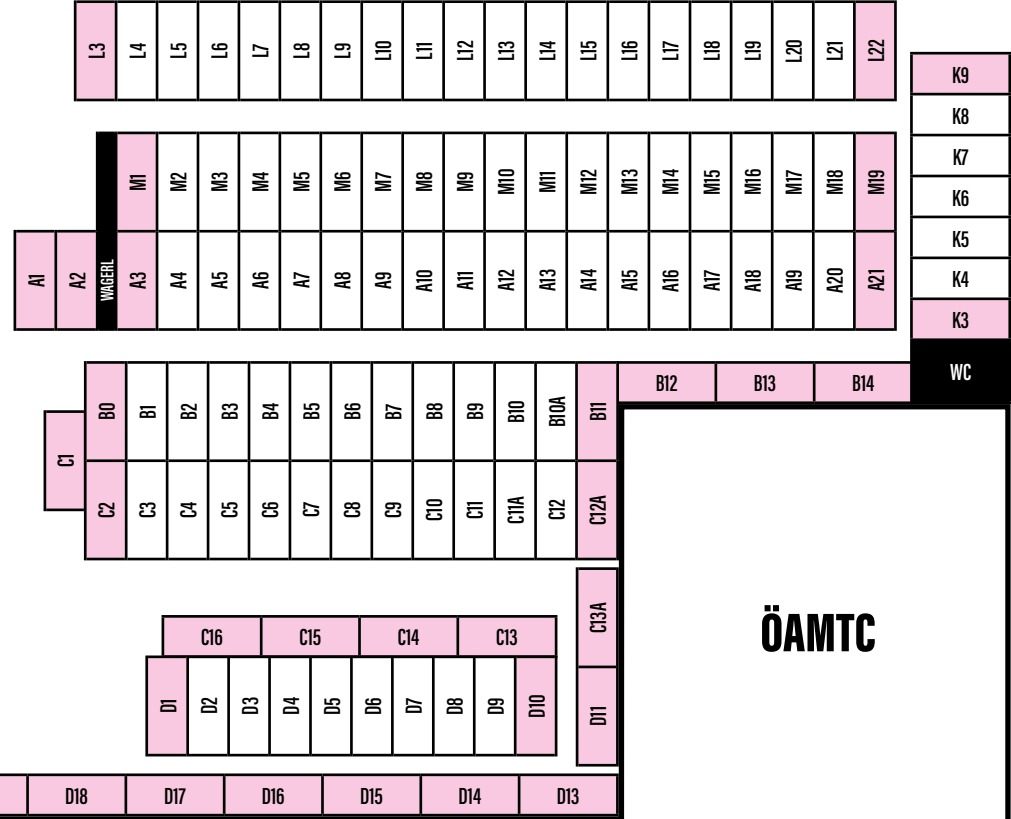 L3 L4 L5 L6 L7 L8 L9 L10 L11 L12 L13 L14 L15 L16 L17 L18 L19 L20 L21 L22
K9
K8
K7
K6
K5
K4
K3
WC
M1 M2 M3 M4 M5 M6 M7 M8 M9 M10 M11 M12 M13 M14 M15 M16 M17 M18 M19
A1 A2 WAGERL A3 A4 A5 A6 A7 A8 A9 A10 A11 A12 A13 A14 A15 A16 A17 A18 A19 A20 A21
B0 B1 B2 B3 B4 B5 B6 B7 B8 B9 B10 B10A B11 B12 B13 B14
C1
C2 C3 C4 C5 C6 C7 C8 C9 C10 C11 C11A C12 C12A
C13A
ÖAMTC
C16 C15 C14 C13
D1 D2 D3 D4 D5 D6 D7 D8 D9 D10 D11
D18 D17 D16 D15 D14 D13